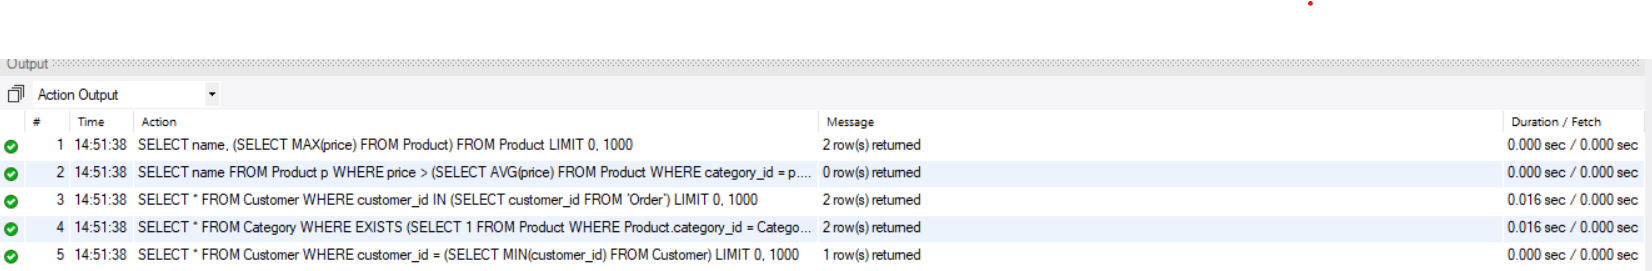 Output
Action Output
# Time Action Message Duration / Fetch
1 14:51:38 SELECT name, (SELECT MAX(price) FROM Product) FROM Product LIMIT 0, 1000 2 row(s) returned 0.000 sec / 0.000 sec
2 14:51:38 SELECT name FROM Product p WHERE price > (SELECT AVG(price) FROM Product WHERE category_id = p.... 0 row(s) returned 0.000 sec / 0.000 sec
3 14:51:38 SELECT * FROM Customer WHERE customer_id IN (SELECT customer_id FROM `Order`) LIMIT 0, 1000 2 row(s) returned 0.016 sec / 0.000 sec
4 14:51:38 SELECT * FROM Category WHERE EXISTS (SELECT 1 FROM Product WHERE Product.category_id = Catego... 2 row(s) returned 0.016 sec / 0.000 sec
5 14:51:38 SELECT * FROM Customer WHERE customer_id = (SELECT MIN(customer_id) FROM Customer) LIMIT 0, 1000 1 row(s) returned 0.000 sec / 0.000 sec